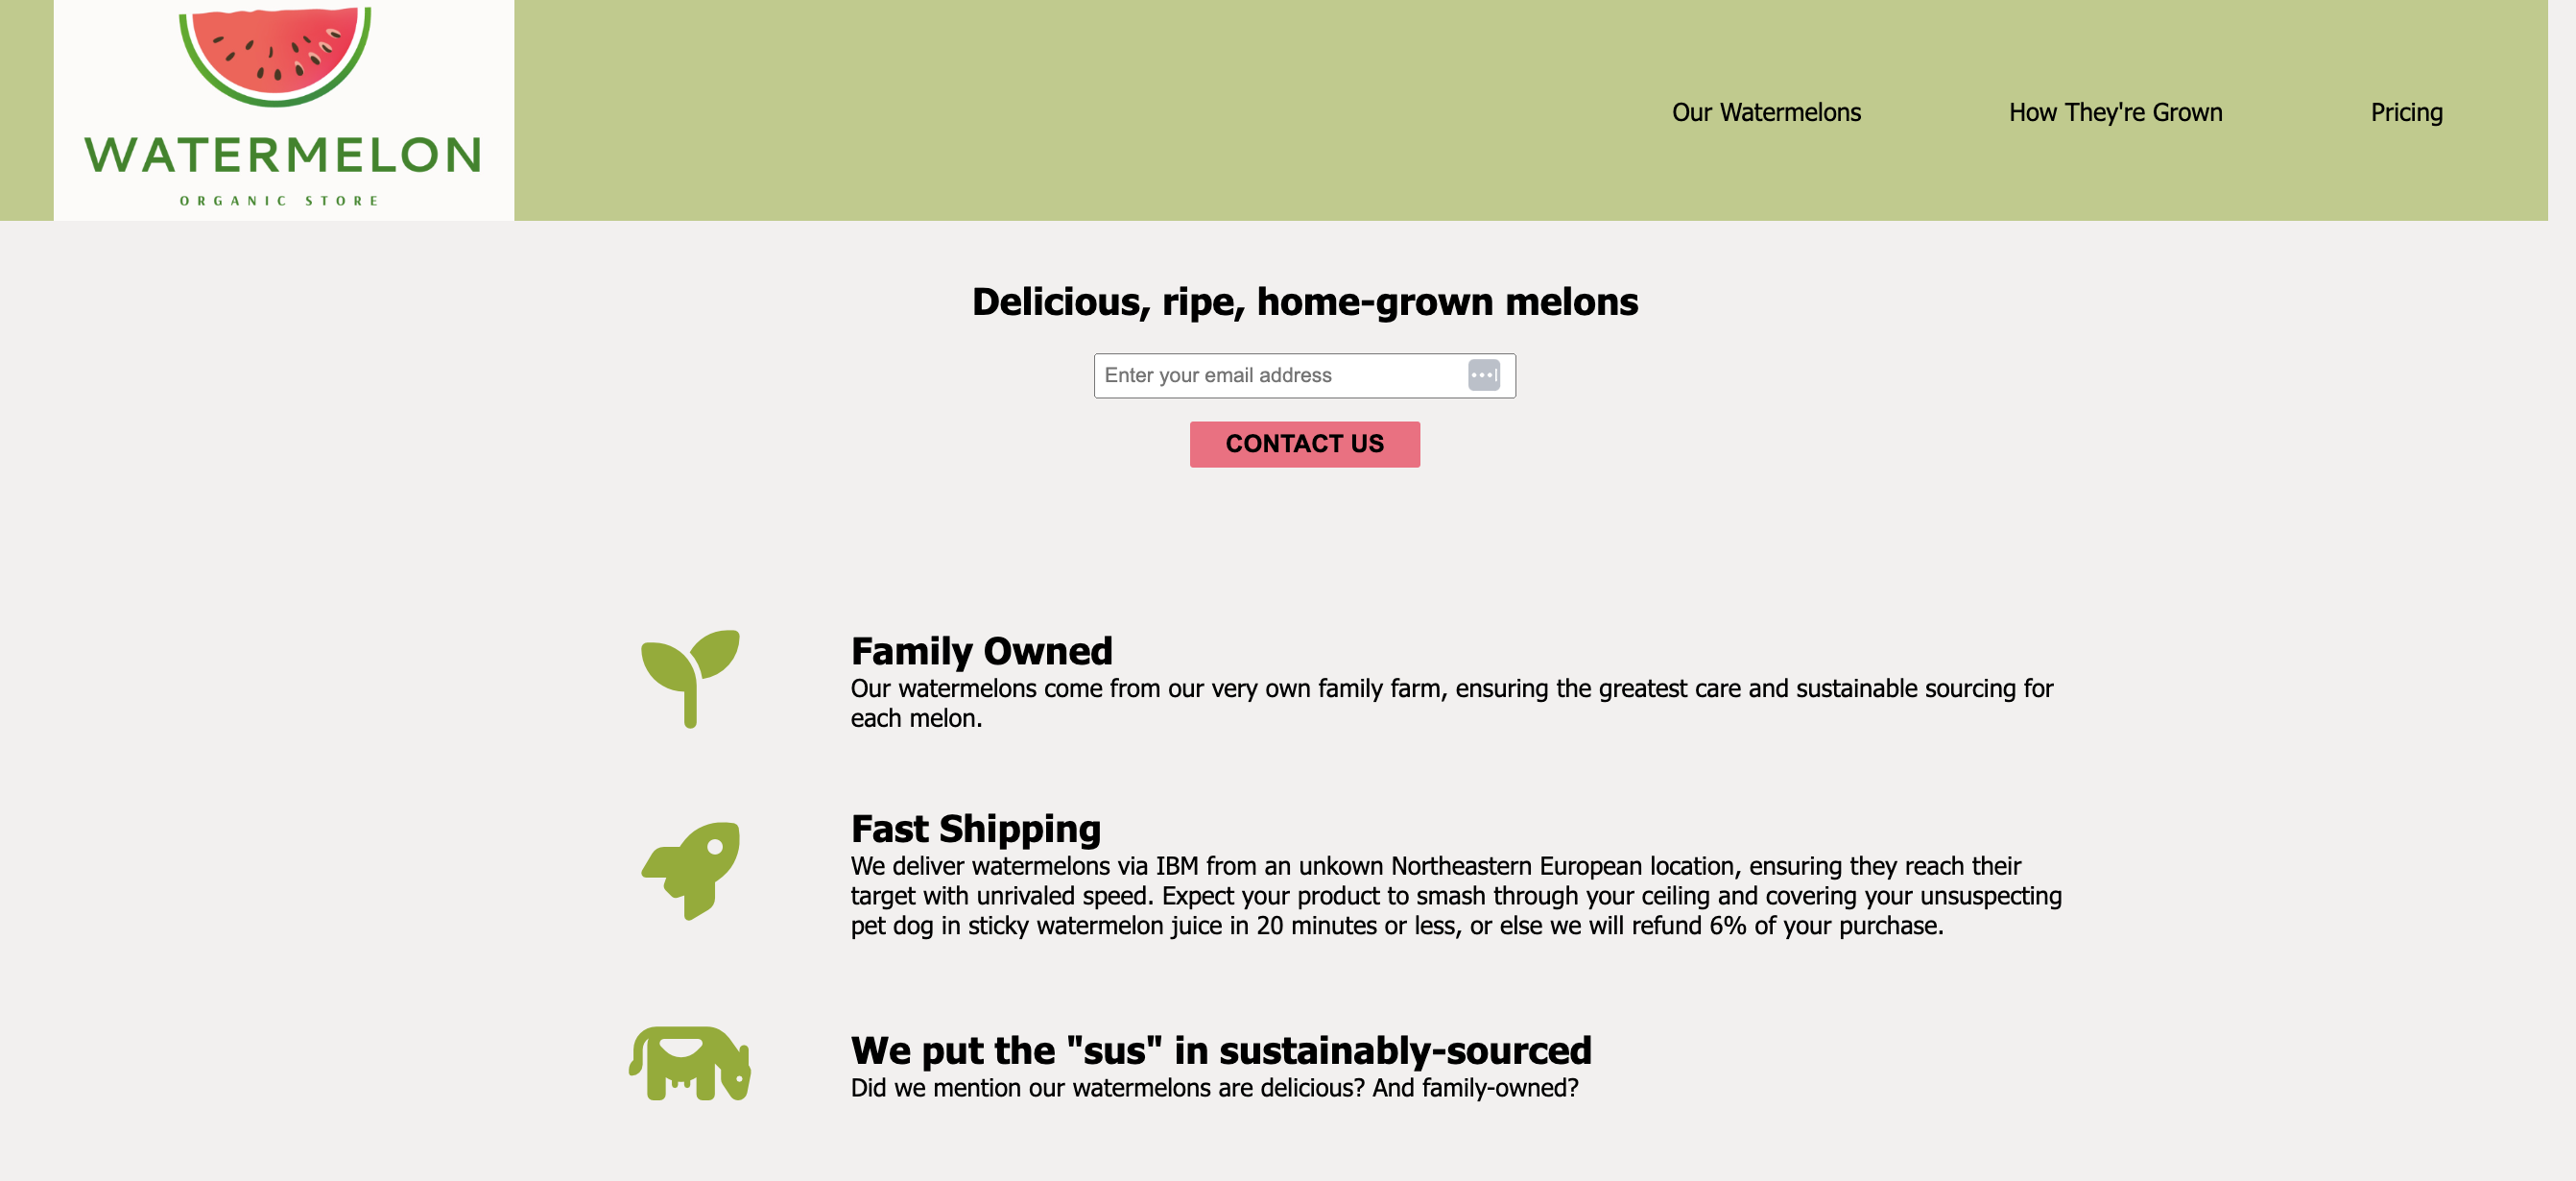 WATERMELON
ORGANIC STORE
Our Watermelons
How They're Grown
Pricing
Delicious, ripe, home-grown melons
Enter your email address
CONTACT US
Family Owned
Our watermelons come from our very own family farm, ensuring the greatest care and sustainable sourcing for
each melon.
Fast Shipping
We deliver watermelons via IBM from an unkown Northeastern European location, ensuring they reach their
target with unrivaled speed. Expect your product to smash through your ceiling and covering your unsuspecting
pet dog in sticky watermelon juice in 20 minutes or less, or else we will refund 6% of your purchase.
We put the "sus" in sustainably-sourced
Did we mention our watermelons are delicious? And family-owned?